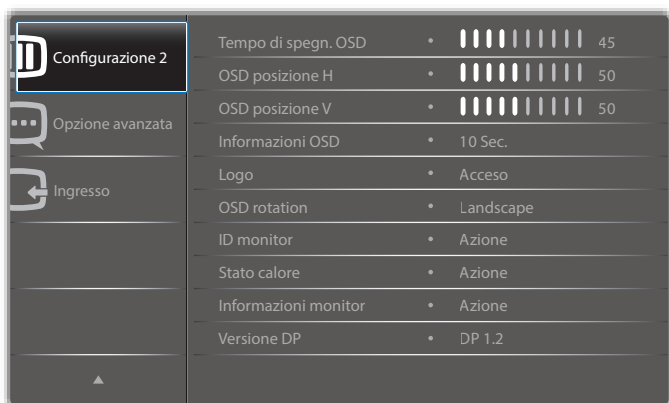 Configurazione 2
Opzione avanzata
Ingresso
Tempo di spegn. OSD • 45
OSD posizione H • 50
OSD posizione V • 50
Informazioni OSD • 10 Sec.
Logo • Acceso
OSD rotation • Landscape
ID monitor • Azione
Stato calore • Azione
Informazioni monitor • Azione
Versione DP • DP 1.2